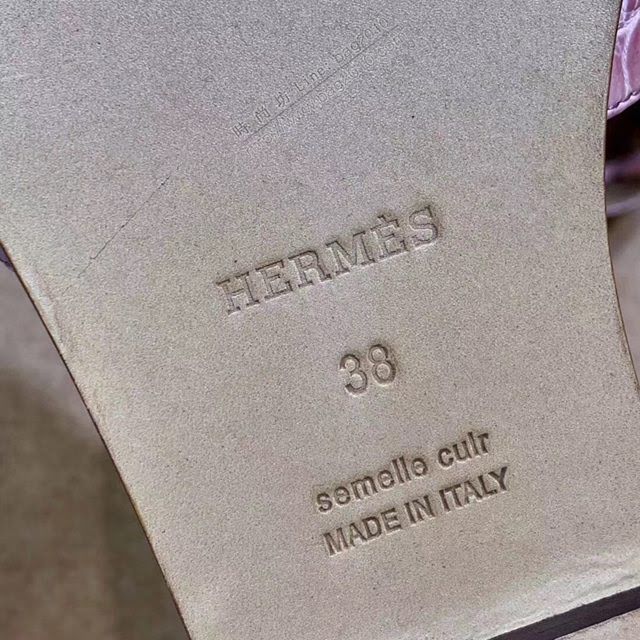 HERMÈS
38
semelle cuir
MADE IN ITALY